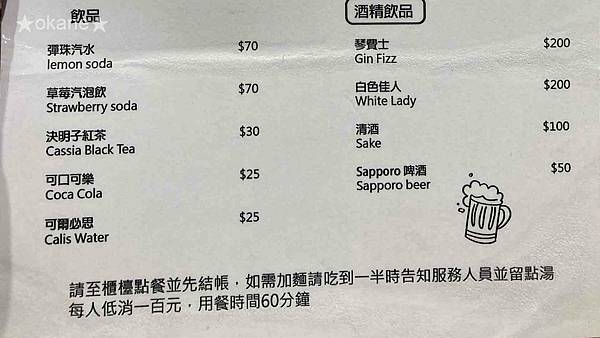 ★okane★
飲品
彈珠汽水 $70
lemon soda
草莓汽泡飲 $70
Strawberry soda
決明子紅茶 $30
Cassia Black Tea
可口可樂 $25
Coca Cola
可爾必思 $25
Calis Water
酒精飲品
琴費士 $200
Gin Fizz
白色佳人 $200
White Lady
清酒 $100
Sake
Sapporo 啤酒 $50
Sapporo beer
請至櫃檯點餐並先結帳，如需加麵請吃到一半時告知服務人員並留點湯
每人低消一百元，用餐時間60分鐘